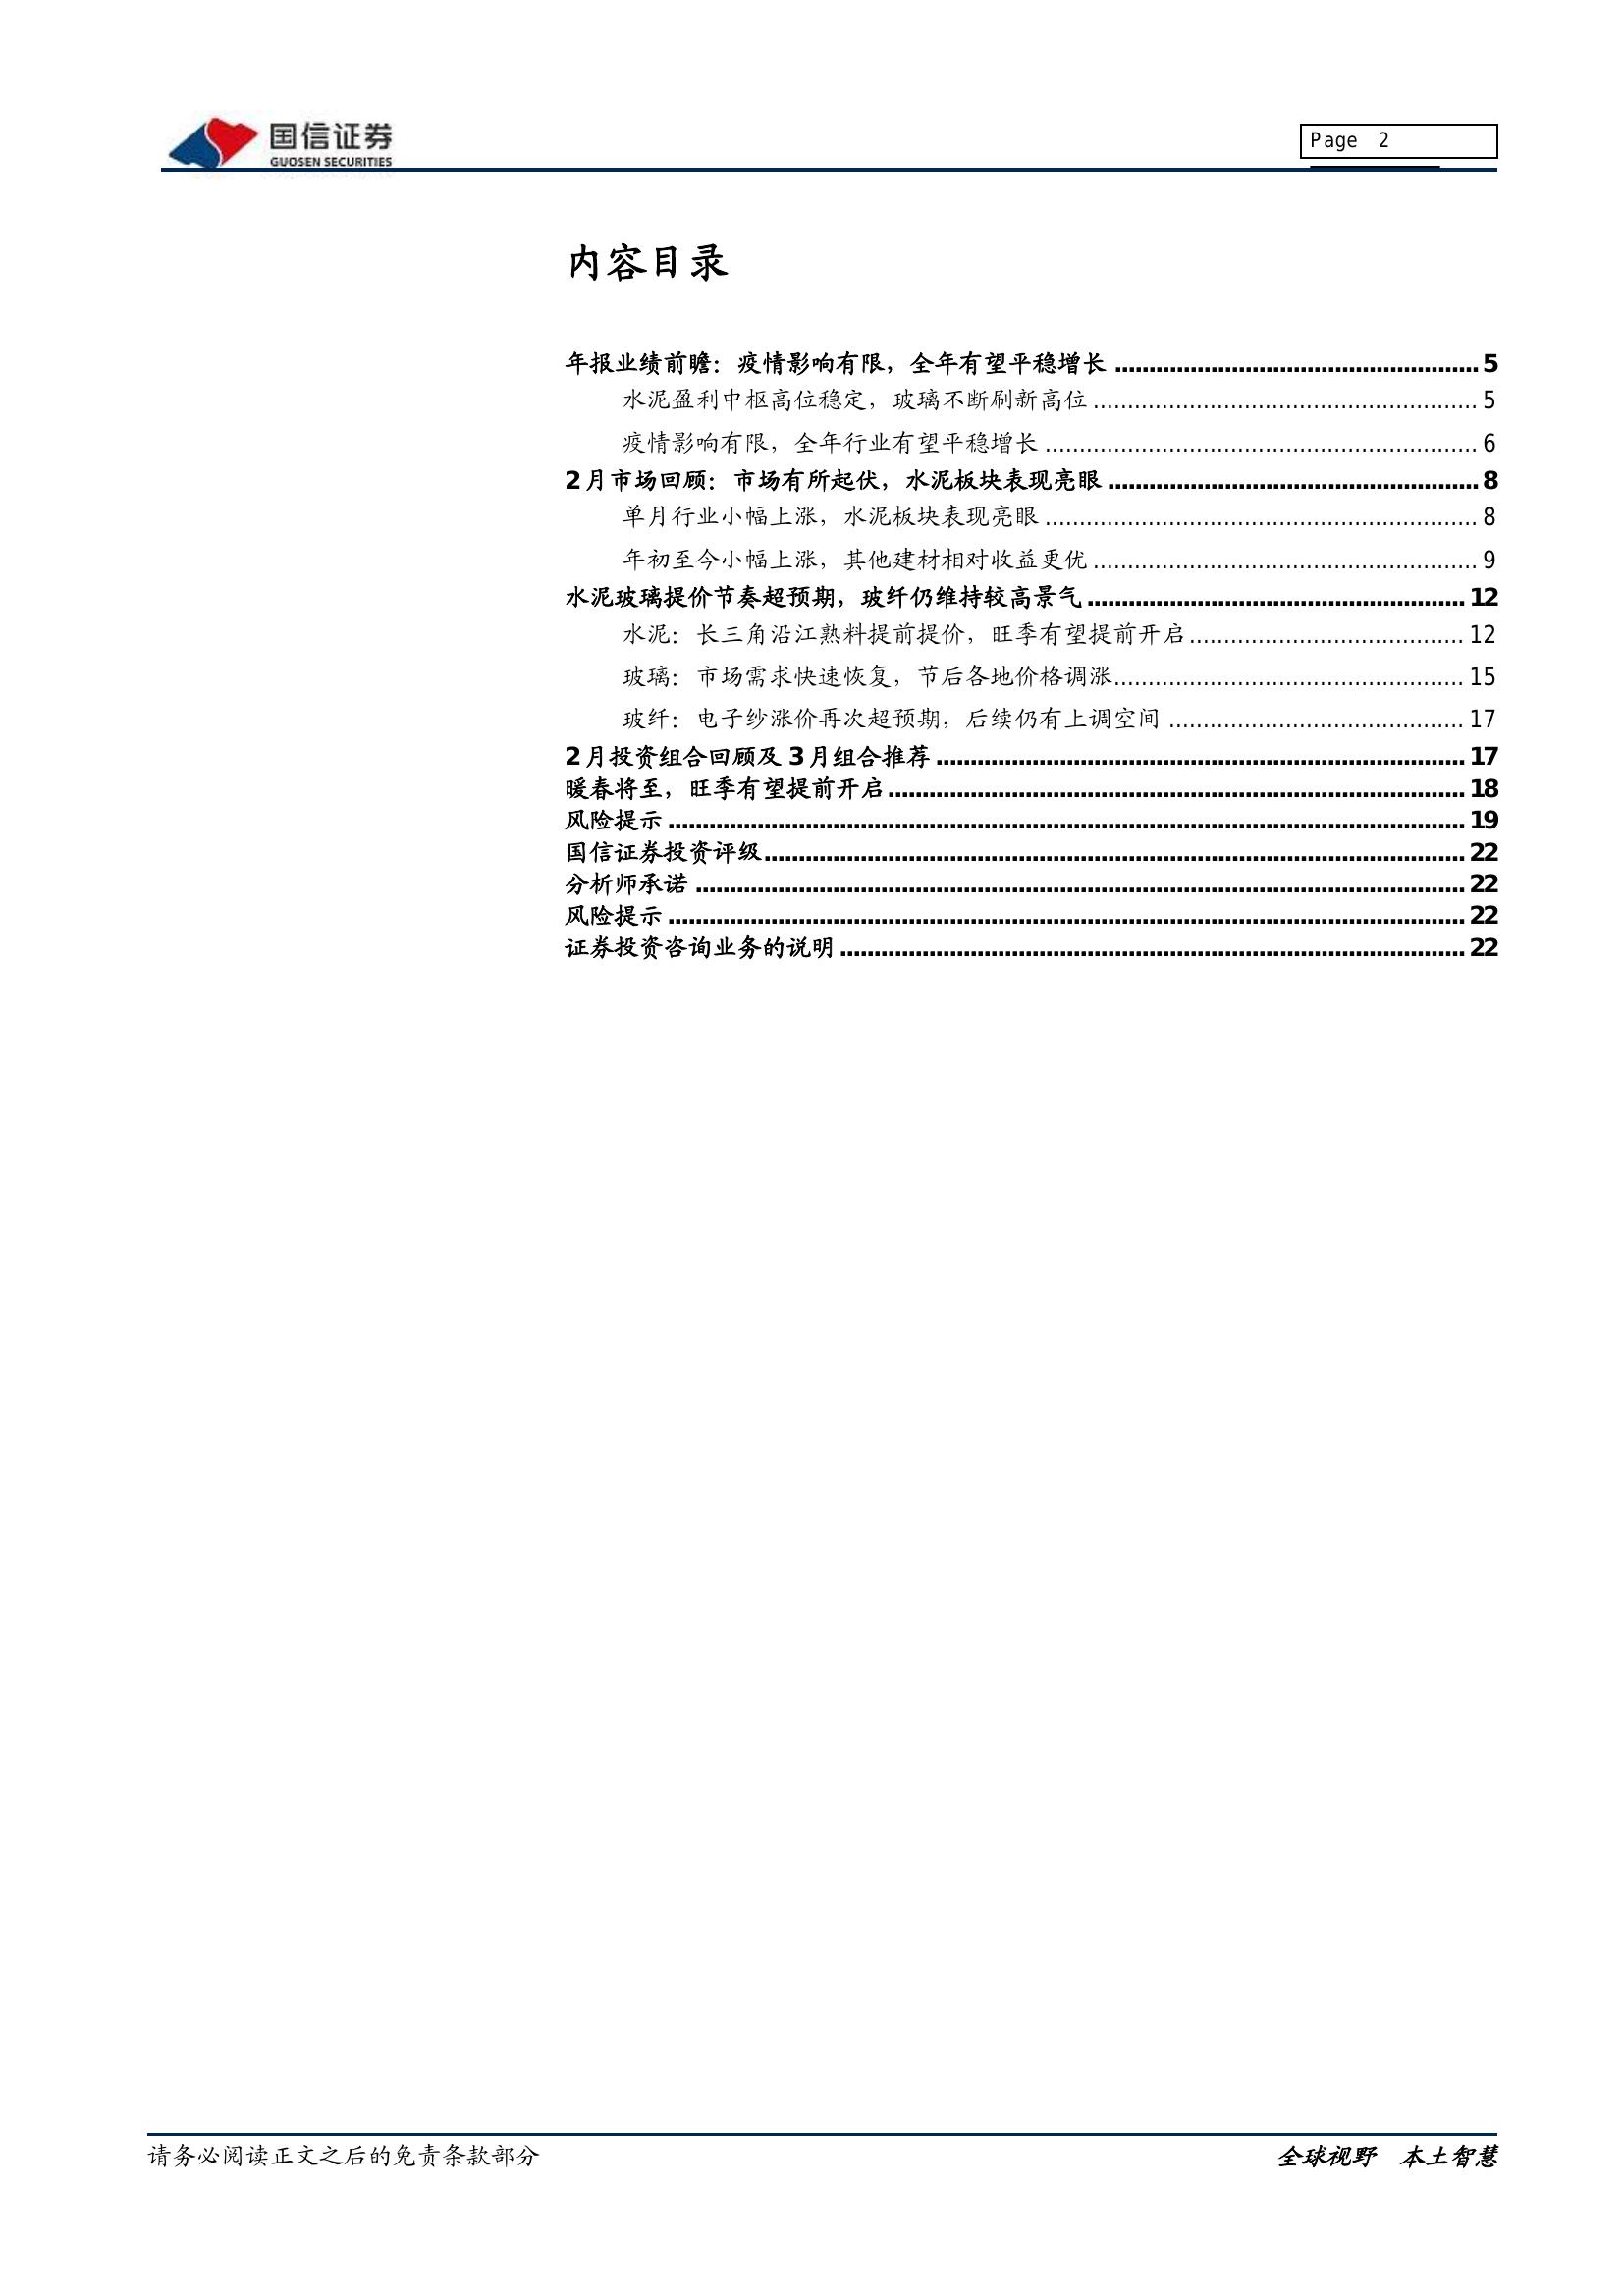 国信证券
GUOSEN SECURITIES
Page 2
内容目录
年报业绩前瞻：疫情影响有限，全年有望平稳增长 ..................................................... 5
水泥盈利中枢高位稳定，玻璃不断刷新高位 ........................................................ 5
疫情影响有限，全年行业有望平稳增长 ............................................................... 6
2月市场回顾：市场有所起伏，水泥板块表现亮眼 ...................................................... 8
单月行业小幅上涨，水泥板块表现亮眼 ............................................................... 8
年初至今小幅上涨，其他建材相对收益更优 ........................................................ 9
水泥玻璃提价节奏超预期，玻纤仍维持较高景气 ....................................................... 12
水泥：长三角沿江熟料提前提价，旺季有望提前开启 ........................................ 12
玻璃：市场需求快速恢复，节后各地价格调涨 ................................................... 15
玻纤：电子纱涨价再次超预期，后续仍有上调空间 ........................................... 17
2月投资组合回顾及 3月组合推荐 ............................................................................. 17
暖春将至，旺季有望提前开启 .................................................................................... 18
风险提示 .................................................................................................................... 19
国信证券投资评级 ...................................................................................................... 22
分析师承诺 ................................................................................................................ 22
风险提示 .................................................................................................................... 22
证券投资咨询业务的说明 ........................................................................................... 22
请务必阅读正文之后的免责条款部分
全球视野 本土智慧